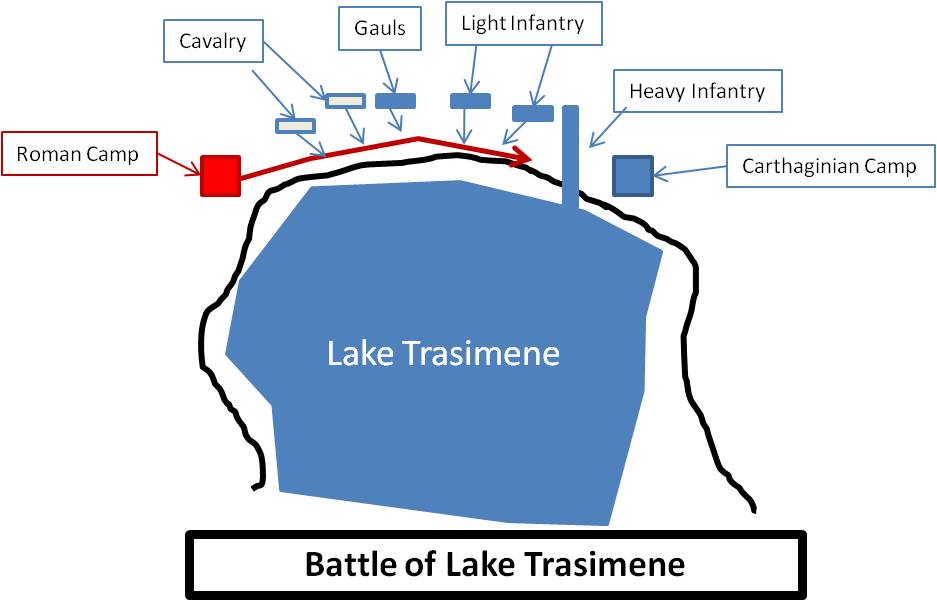 Cavalry
Gauls
Light Infantry
Heavy Infantry
Roman Camp
Carthaginian Camp
Lake Trasimene
Battle of Lake Trasimene